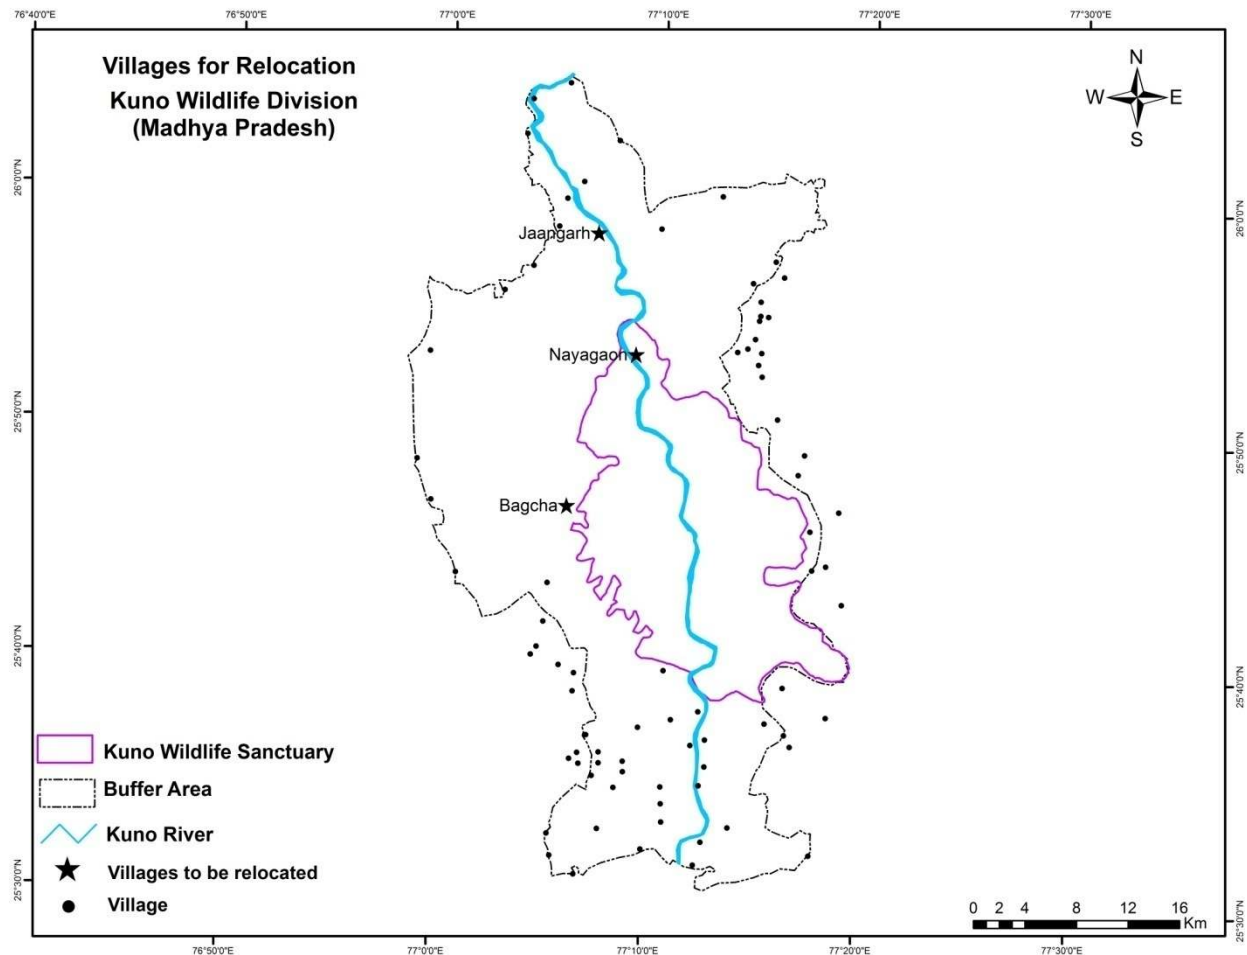 76°40'0"E 76°50'0"E 77°0'0"E 77°10'0"E 77°20'0"E 77°30'0"E
Villages for Relocation
Kuno Wildlife Division
(Madhya Pradesh)
N
W E
S
26°0'0"N
26°0'0"N
Jaangarh
Nayagaon
25°50'0"N
25°50'0"N
Bagcha
25°40'0"N
25°40'0"N
Kuno Wildlife Sanctuary
Buffer Area
Kuno River
Villages to be relocated
Village
25°30'0"N
25°30'0"N
0 2 4 8 12 16
Km
76°50'0"E 77°0'0"E 77°10'0"E 77°20'0"E 77°30'0"E